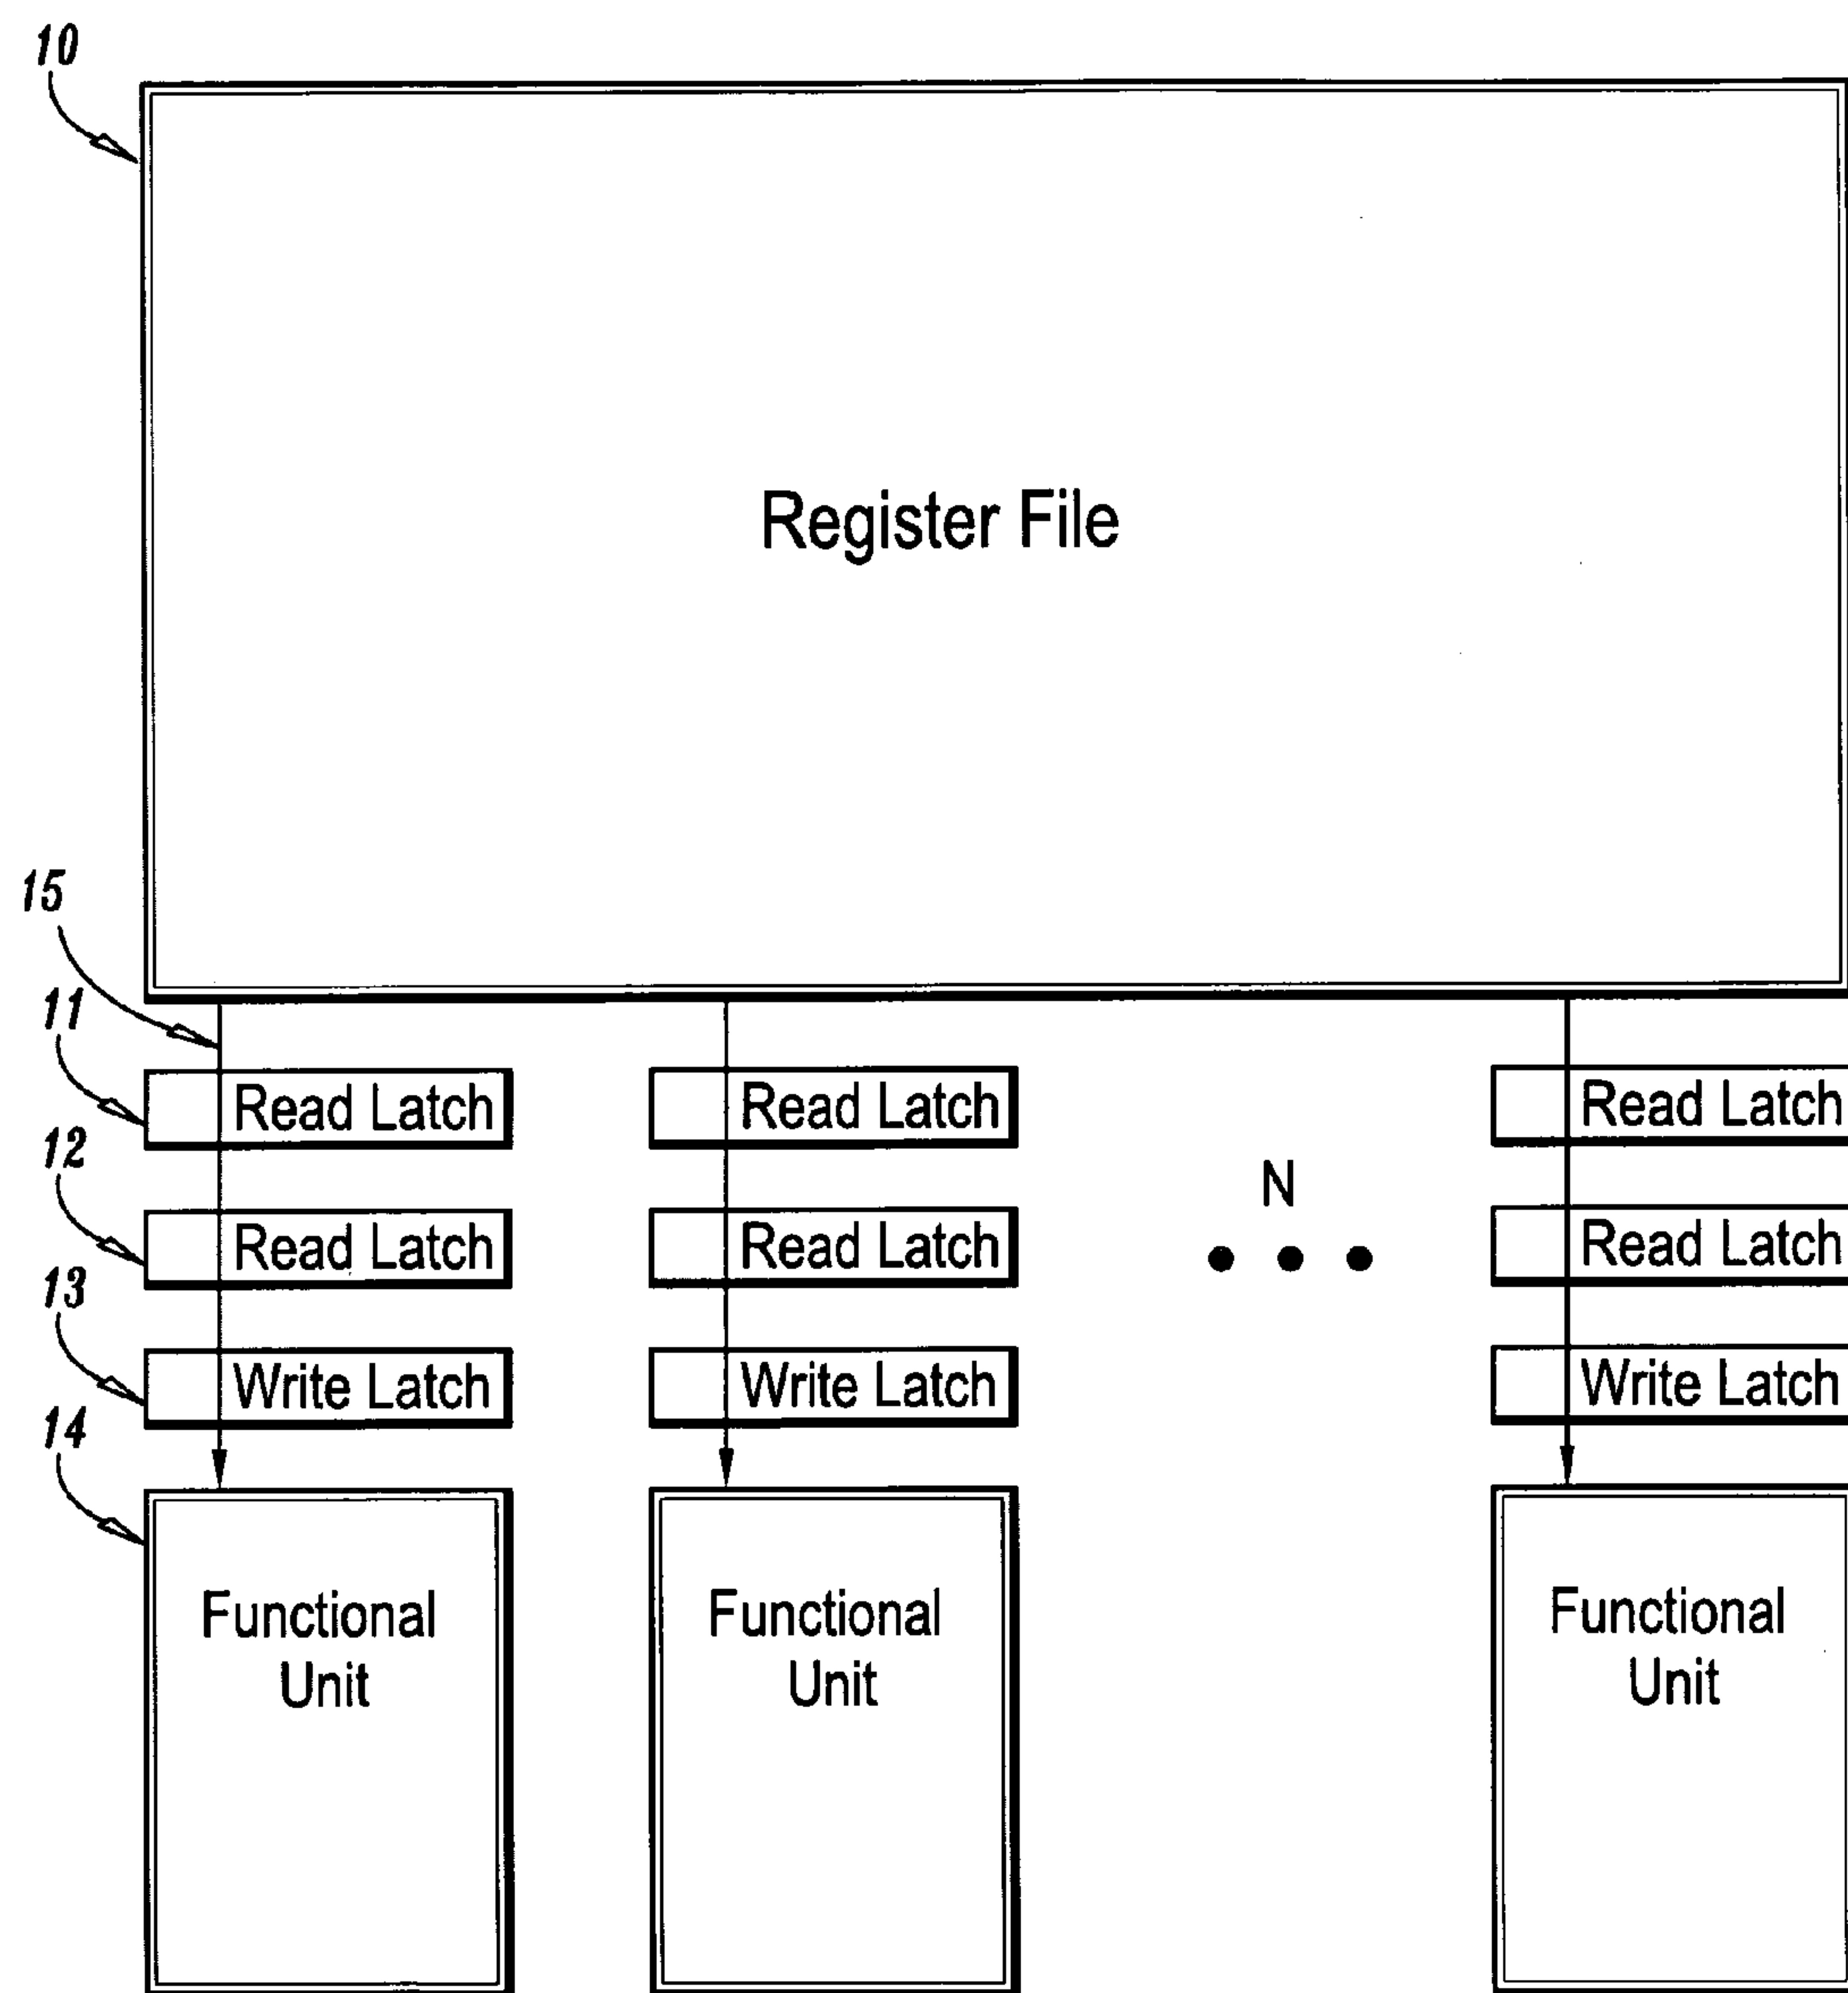 10
Register File
15
11
Read Latch Read Latch Read Latch
12
N
Read Latch Read Latch Read Latch
13
Write Latch Write Latch Write Latch
14
Functional Unit
Functional Unit
Functional Unit